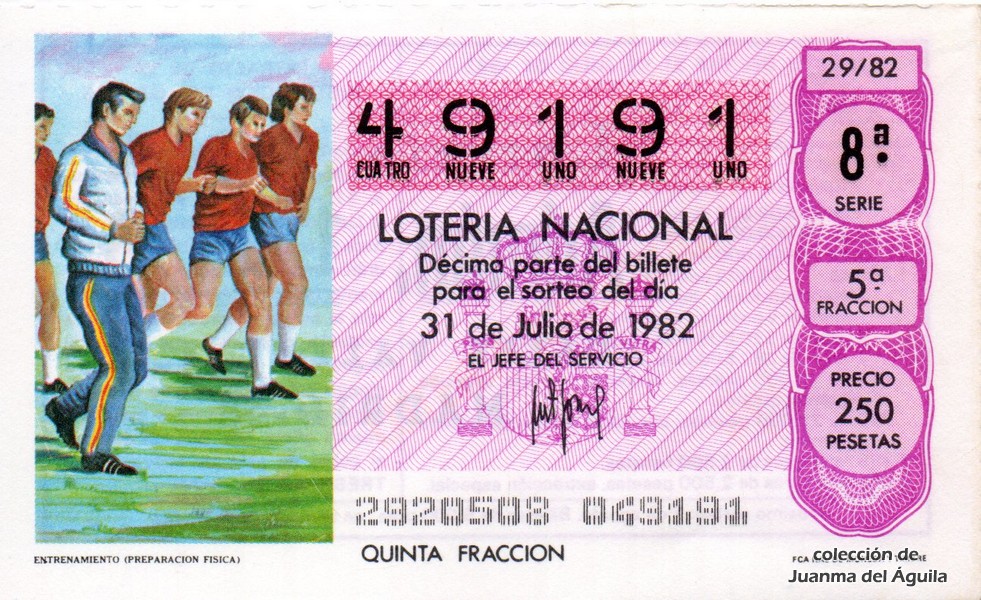 29/82
4 9 1 9 1
CUATRO NUEVE UNO NUEVE UNO
8ª
SERIE
LOTERIA NACIONAL
Décima parte del billete
para el sorteo del día
31 de Julio de 1982
EL JEFE DEL SERVICIO
5ª
FRACCION
PRECIO
250
PESETAS
2920508 049191
QUINTA FRACCION
ENTRENAMIENTO (PREPARACION FISICA)
colección de
Juanma del Águila